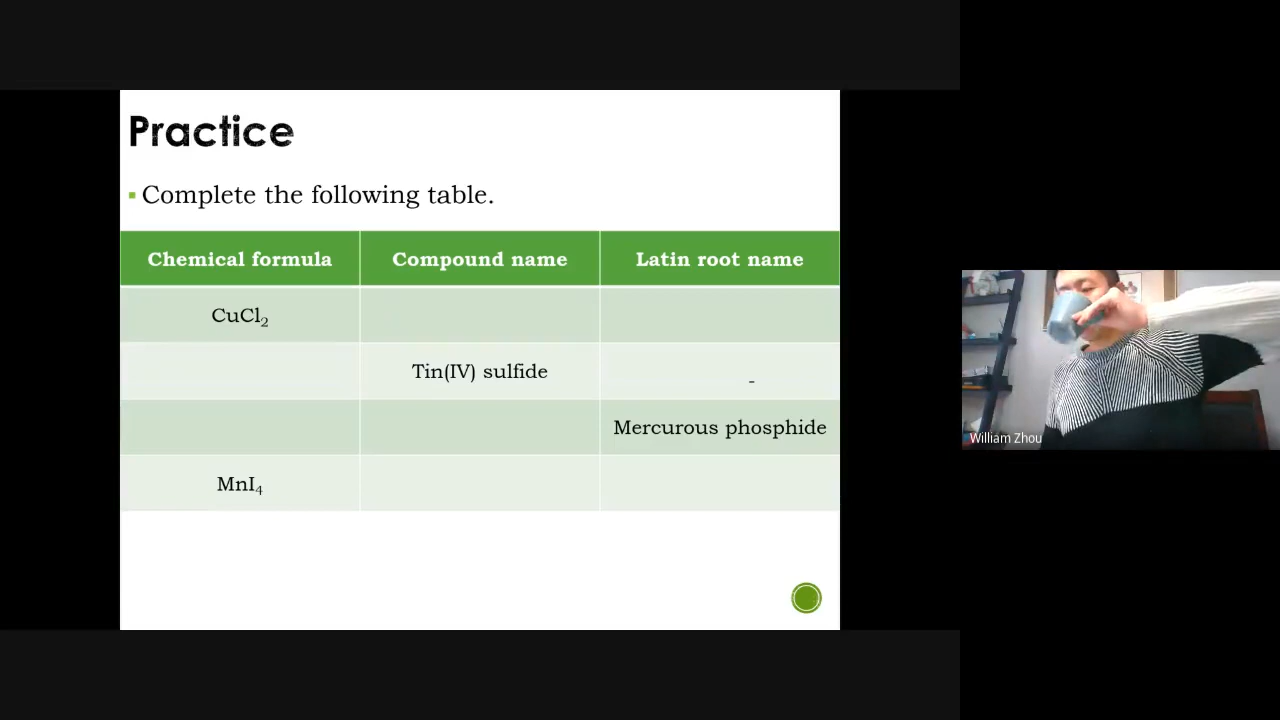 Practice
Complete the following table.
Chemical formula Compound name Latin root name
CuCl₂
Tin(IV) sulfide -
Mercurous phosphide
MnI₄
William Zhou